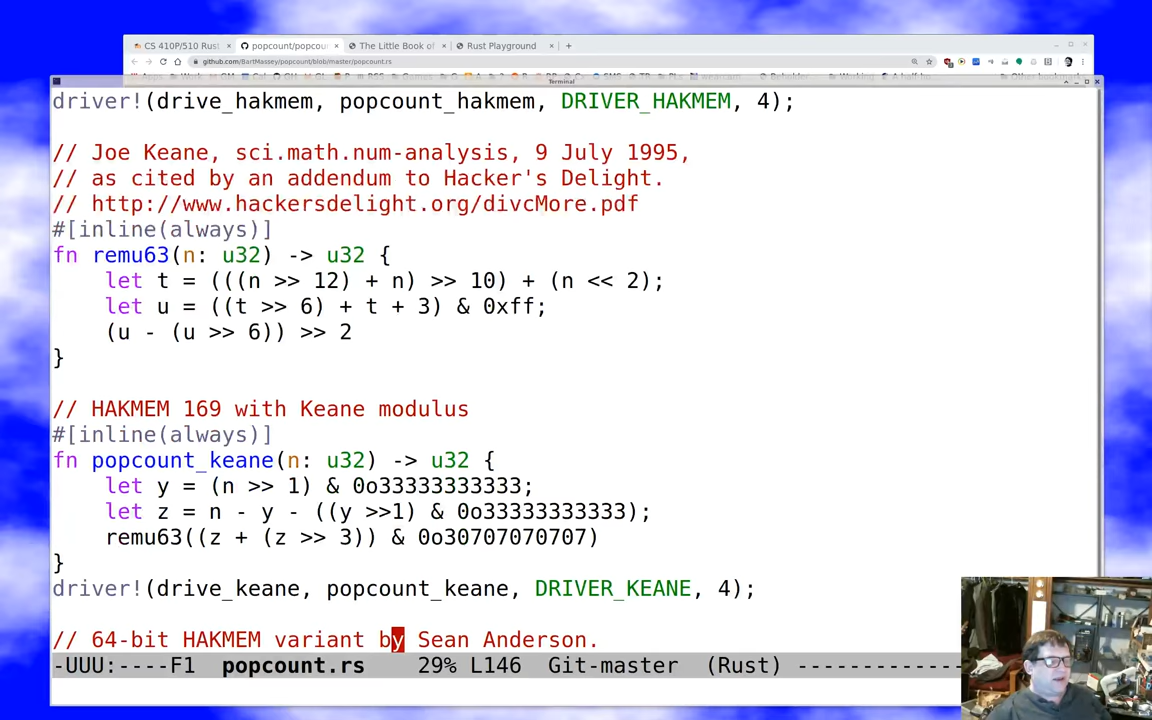 CS 410P/510 Rust
popcount/popcou
The Little Book of
Rust Playground
github.com/BartMassey/popcount/blob/master/popcount.rs
Terminal
driver!(drive_hakmem, popcount_hakmem, DRIVER_HAKMEM, 4);
// Joe Keane, sci.math.num-analysis, 9 July 1995,
// as cited by an addendum to Hacker's Delight.
// http://www.hackersdelight.org/divcMore.pdf
#[inline(always)]
fn remu63(n: u32) -> u32 {
let t = (((n >> 12) + n) >> 10) + (n << 2);
let u = ((t >> 6) + t + 3) & 0xff;
(u - (u >> 6)) >> 2
}
// HAKMEM 169 with Keane modulus
#[inline(always)]
fn popcount_keane(n: u32) -> u32 {
let y = (n >> 1) & 0o33333333333;
let z = n - y - ((y >>1) & 0o33333333333);
remu63((z + (z >> 3)) & 0o30707070707)
}
driver!(drive_keane, popcount_keane, DRIVER_KEANE, 4);
// 64-bit HAKMEM variant by Sean Anderson.
-UUU:----F1 popcount.rs 29% L146 Git-master (Rust) -------------